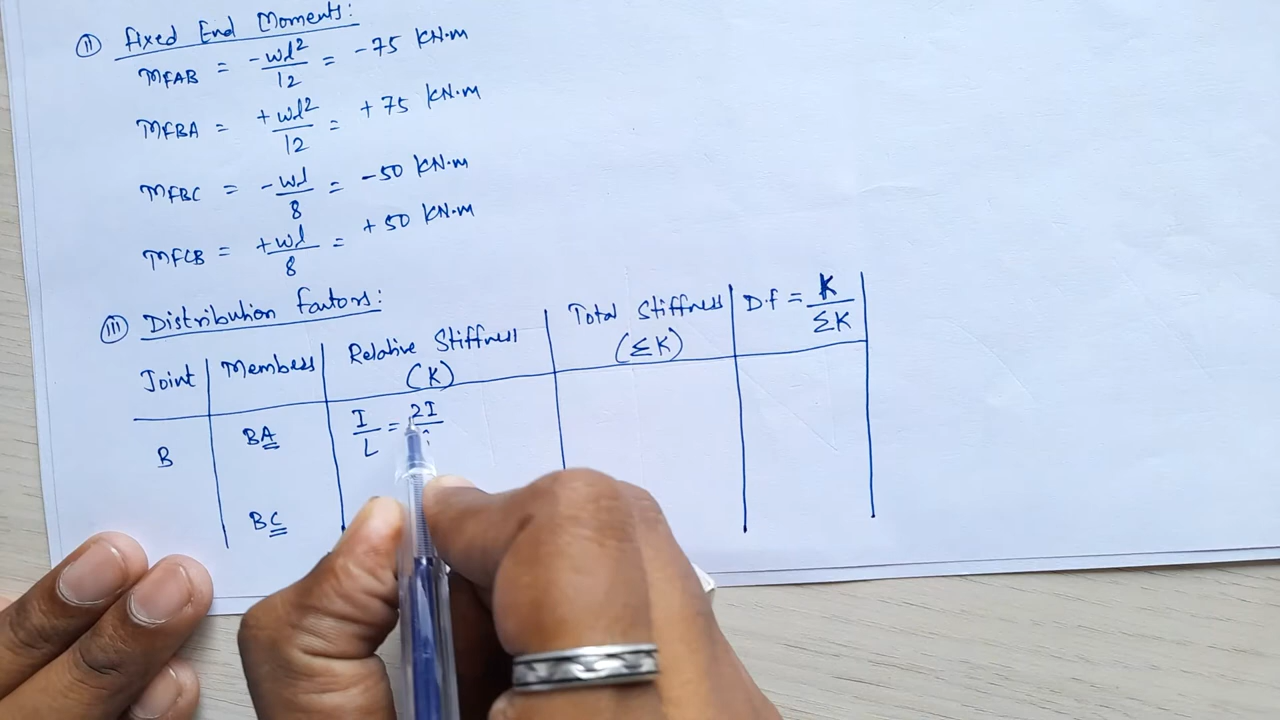 II Fixed End Moments:
MFAB = -wl²/12 = -75 KN.m
MFBA = +wl²/12 = +75 KN.m
MFBC = -wl/8 = -50 KN.m
MFCB = +wl/8 = +50 KN.m
III Distribution Factors:
Joint Members Relative Stiffness (K) Total Stiffness (ΣK) D.f = K/ΣK
B BA I/L = 2I
BC